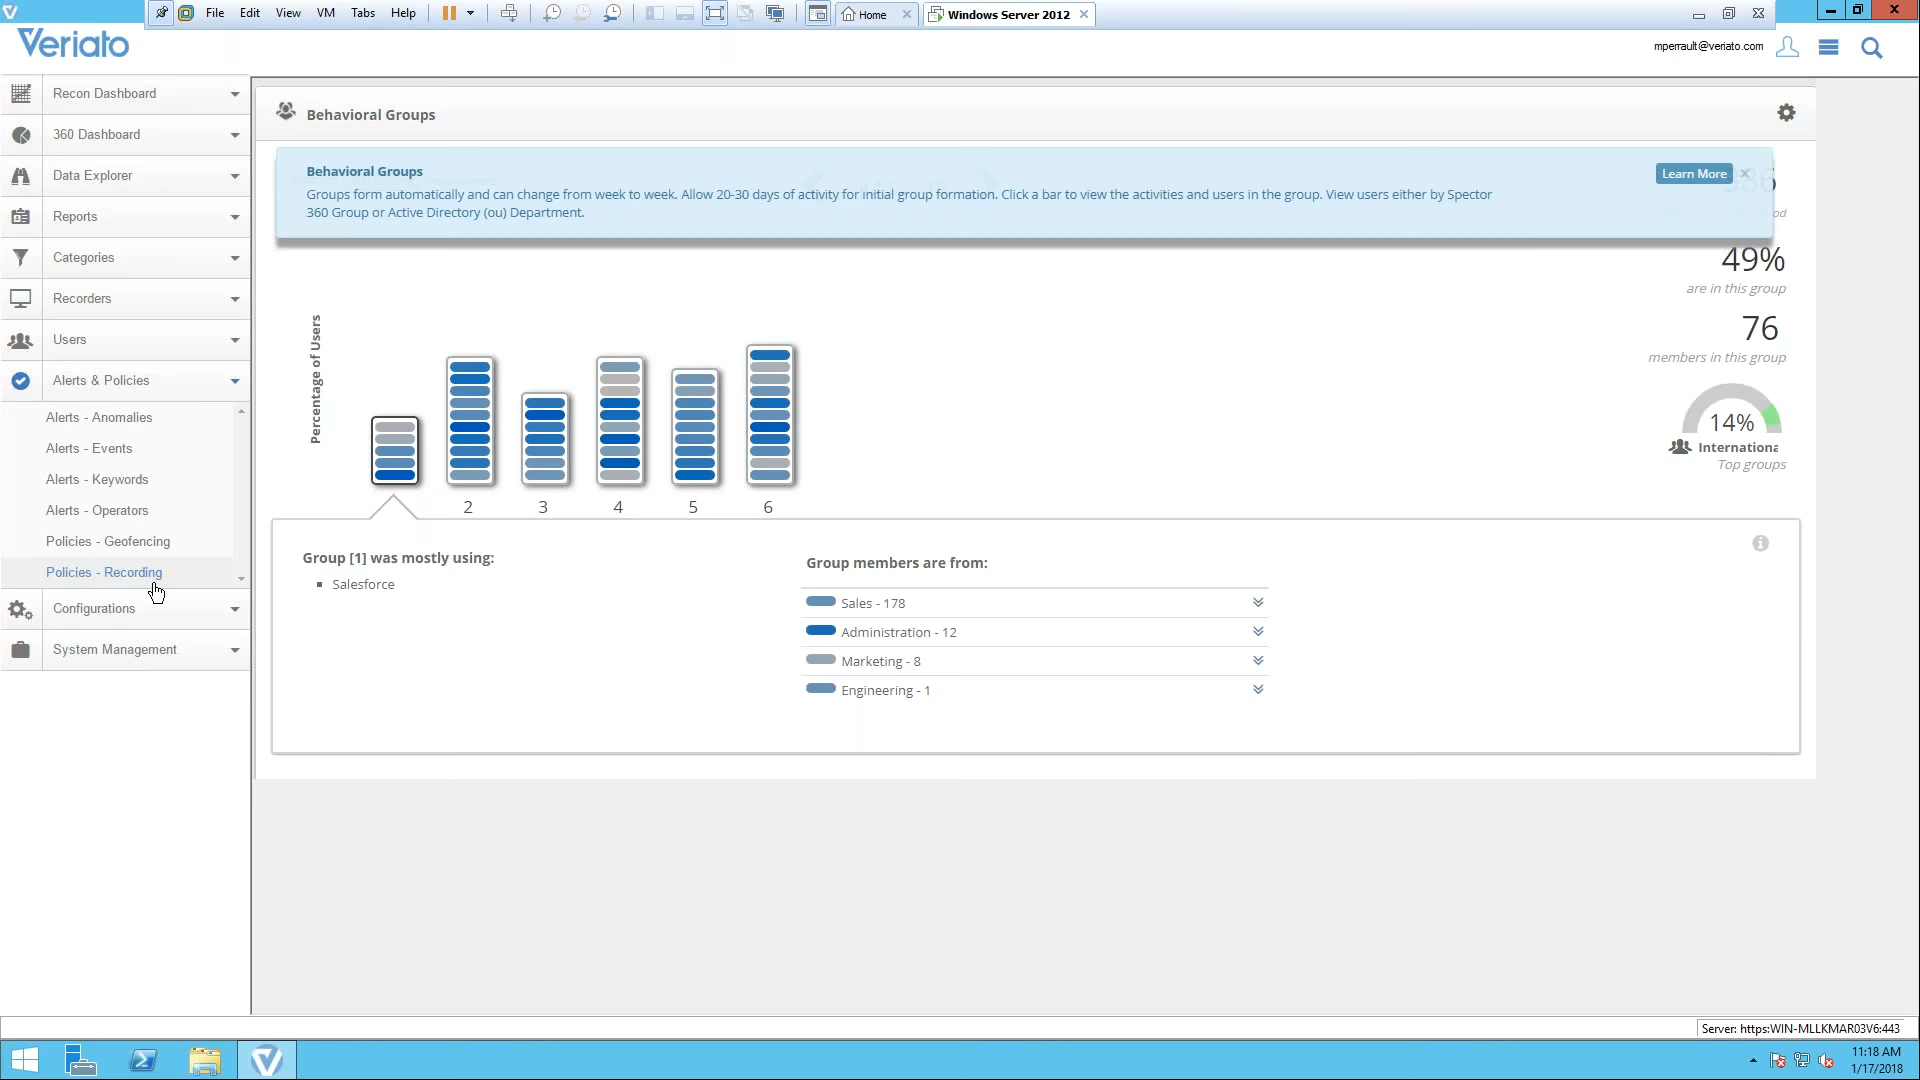 File Edit View VM Tabs Help
Home
Windows Server 2012
Veriato
mperrault@veriato.com
Recon Dashboard
360 Dashboard
Data Explorer
Reports
Categories
Recorders
Users
Alerts & Policies
Alerts - Anomalies
Alerts - Events
Alerts - Keywords
Alerts - Operators
Policies - Geofencing
Policies - Recording
Configurations
System Management
Behavioral Groups
Behavioral Groups
Groups form automatically and can change from week to week. Allow 20-30 days of activity for initial group formation. Click a bar to view the activities and users in the group. View users either by Spector
360 Group or Active Directory (ou) Department.
Learn More
49%
are in this group
76
members in this group
14%
Internationa
Top groups
Percentage of Users
2 3 4 5 6
Group [1] was mostly using:
Salesforce
Group members are from:
Sales - 178
Administration - 12
Marketing - 8
Engineering - 1
Server: https:WIN-MLLKMAR03V6:443
11:18 AM
1/17/2018